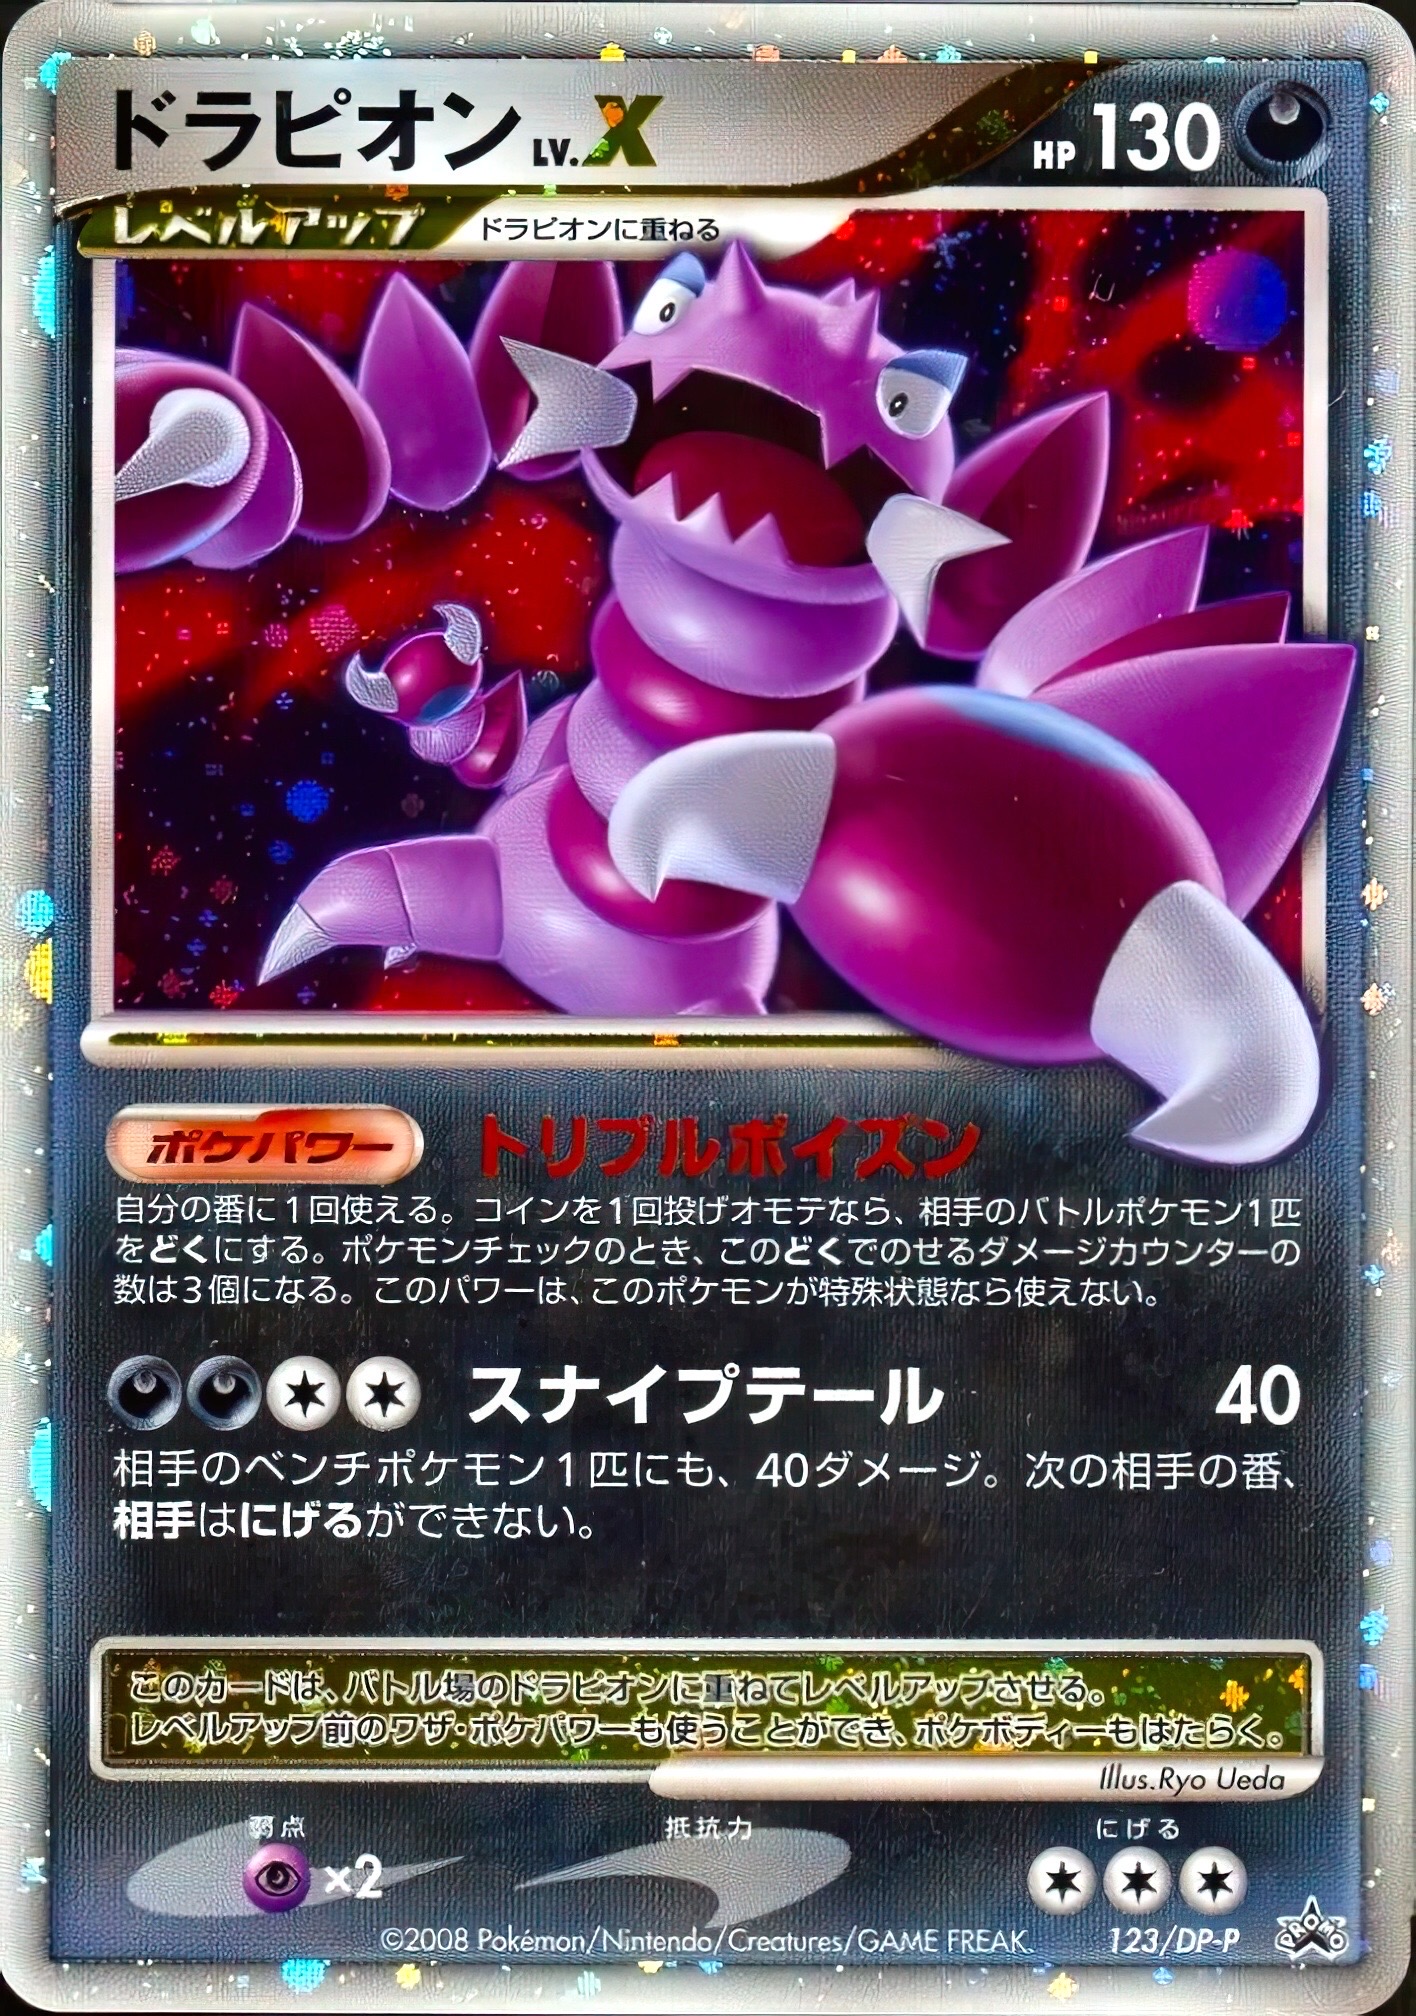 ドラピオン LV.X HP 130
レベルアップ ドラピオンに重ねる
ポケパワー トリプルポイズン
自分の番に1回使える。コインを1回投げオモテなら、相手のバトルポケモン1匹
をどくにする。ポケモンチェックのとき、このどくでのせるダメージカウンターの
数は3個になる。このパワーは、このポケモンが特殊状態なら使えない。
スナイプテール 40
相手のベンチポケモン1匹にも、40ダメージ。次の相手の番、
相手はにげるができない。
このカードは、バトル場のドラピオンに重ねてレベルアップさせる。
レベルアップ前のワザ・ポケパワーも使うことができ、ポケボディーもはたらく。
Illus.Ryo Ueda
弱点 抵抗力 にげる
×2
©2008 Pokémon/Nintendo/Creatures/GAME FREAK. 123/DP-P PROMO